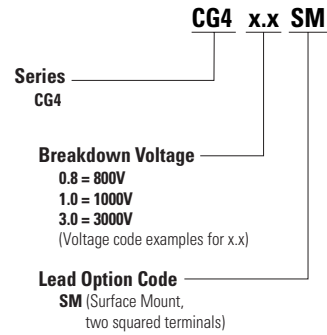 CG4 x.x SM
Series
CG4
Breakdown Voltage
0.8 = 800V
1.0 = 1000V
3.0 = 3000V
(Voltage code examples for x.x)
Lead Option Code
SM (Surface Mount,
two squared terminals)